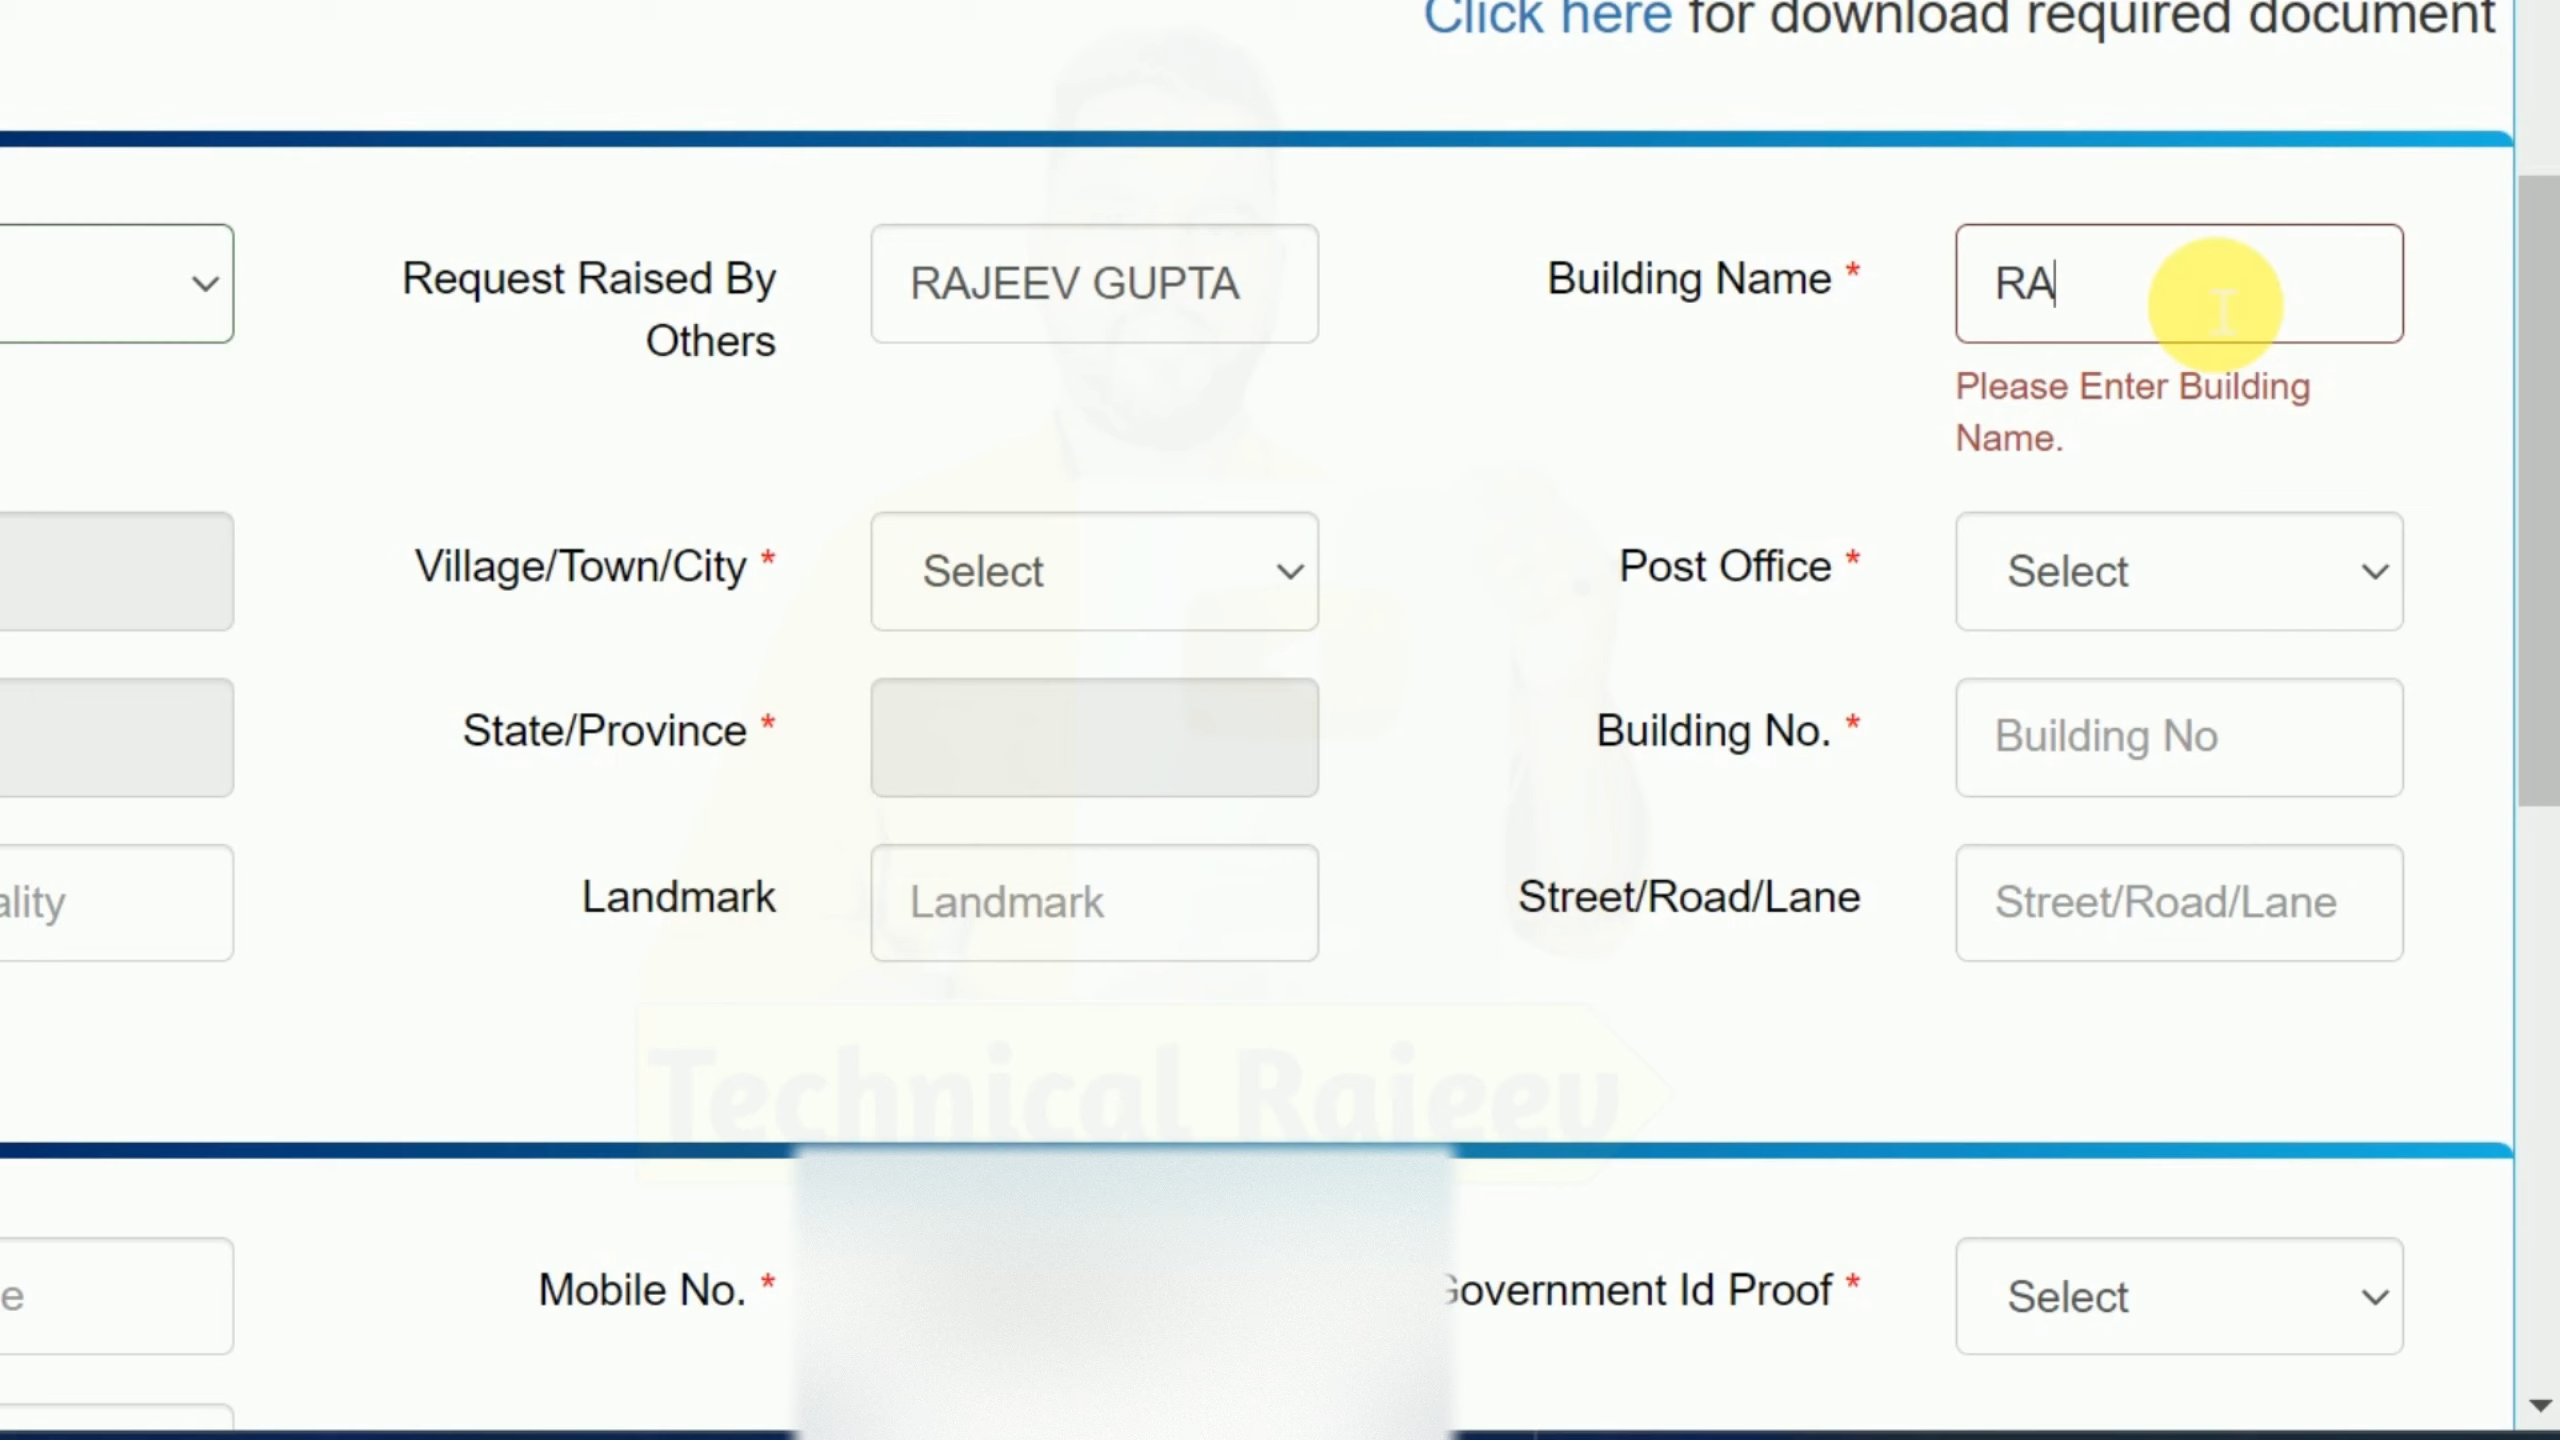 Click here for download required document
Request Raised By
Others
RAJEEV GUPTA
Building Name *
RA
Please Enter Building
Name.
Village/Town/City *
Select
Post Office *
Select
State/Province *
Building No. *
Building No
ality
Landmark
Landmark
Street/Road/Lane
Street/Road/Lane
Technical Rajeev
e
Mobile No. *
Government Id Proof *
Select